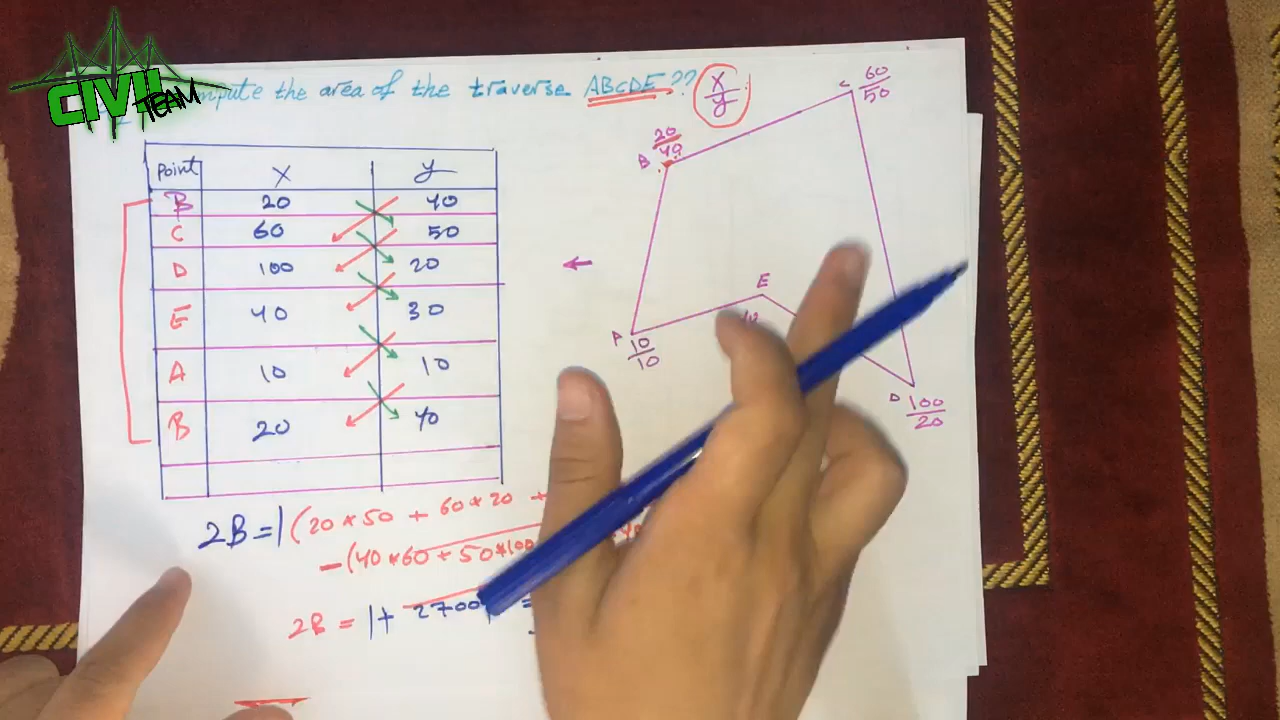 CIVIL TEAM
the area of the traverse ABCDE??
x
y
Point X Y
B 20 40
C 60 50
D 100 20
E 40 30
A 10 10
B 20 40
2B=|(20*50 + 60*20 +
-(40*60+50*100
2B = |+ 2700
B 20
40
C 60
50
E
A
10
10
D 100
20